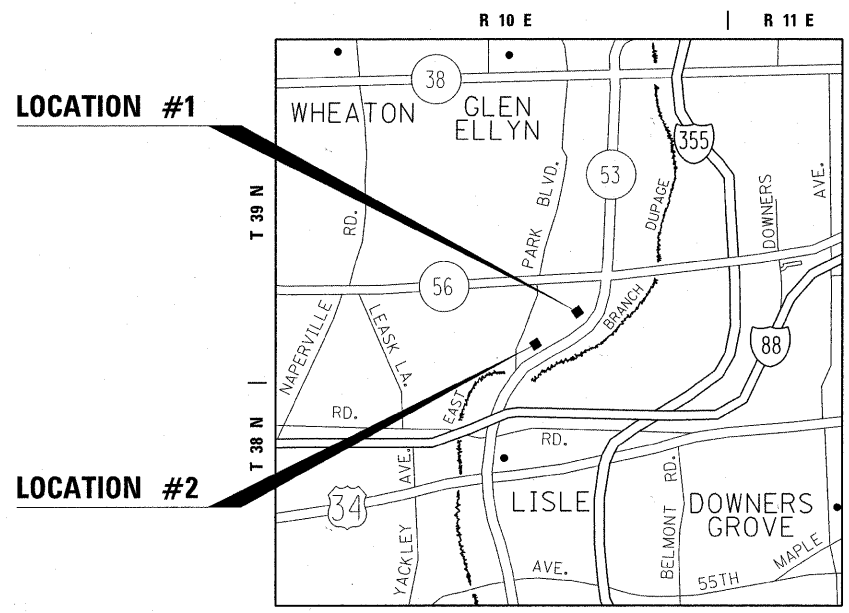 R 10 E | R 11 E
LOCATION #1
38
WHEATON
GLEN
ELLYN
355
53
T 39 N
RD.
PARK BLVD.
DUPAGE
DOWNERS
AVE.
56
NAPERVILLE
LEASK LA.
BRANCH
88
RD.
EAST
T 38 N
RD.
LOCATION #2
34
YACKLEY AVE.
LISLE
BELMONT RD.
DOWNERS
GROVE
AVE.
55TH
MAPLE